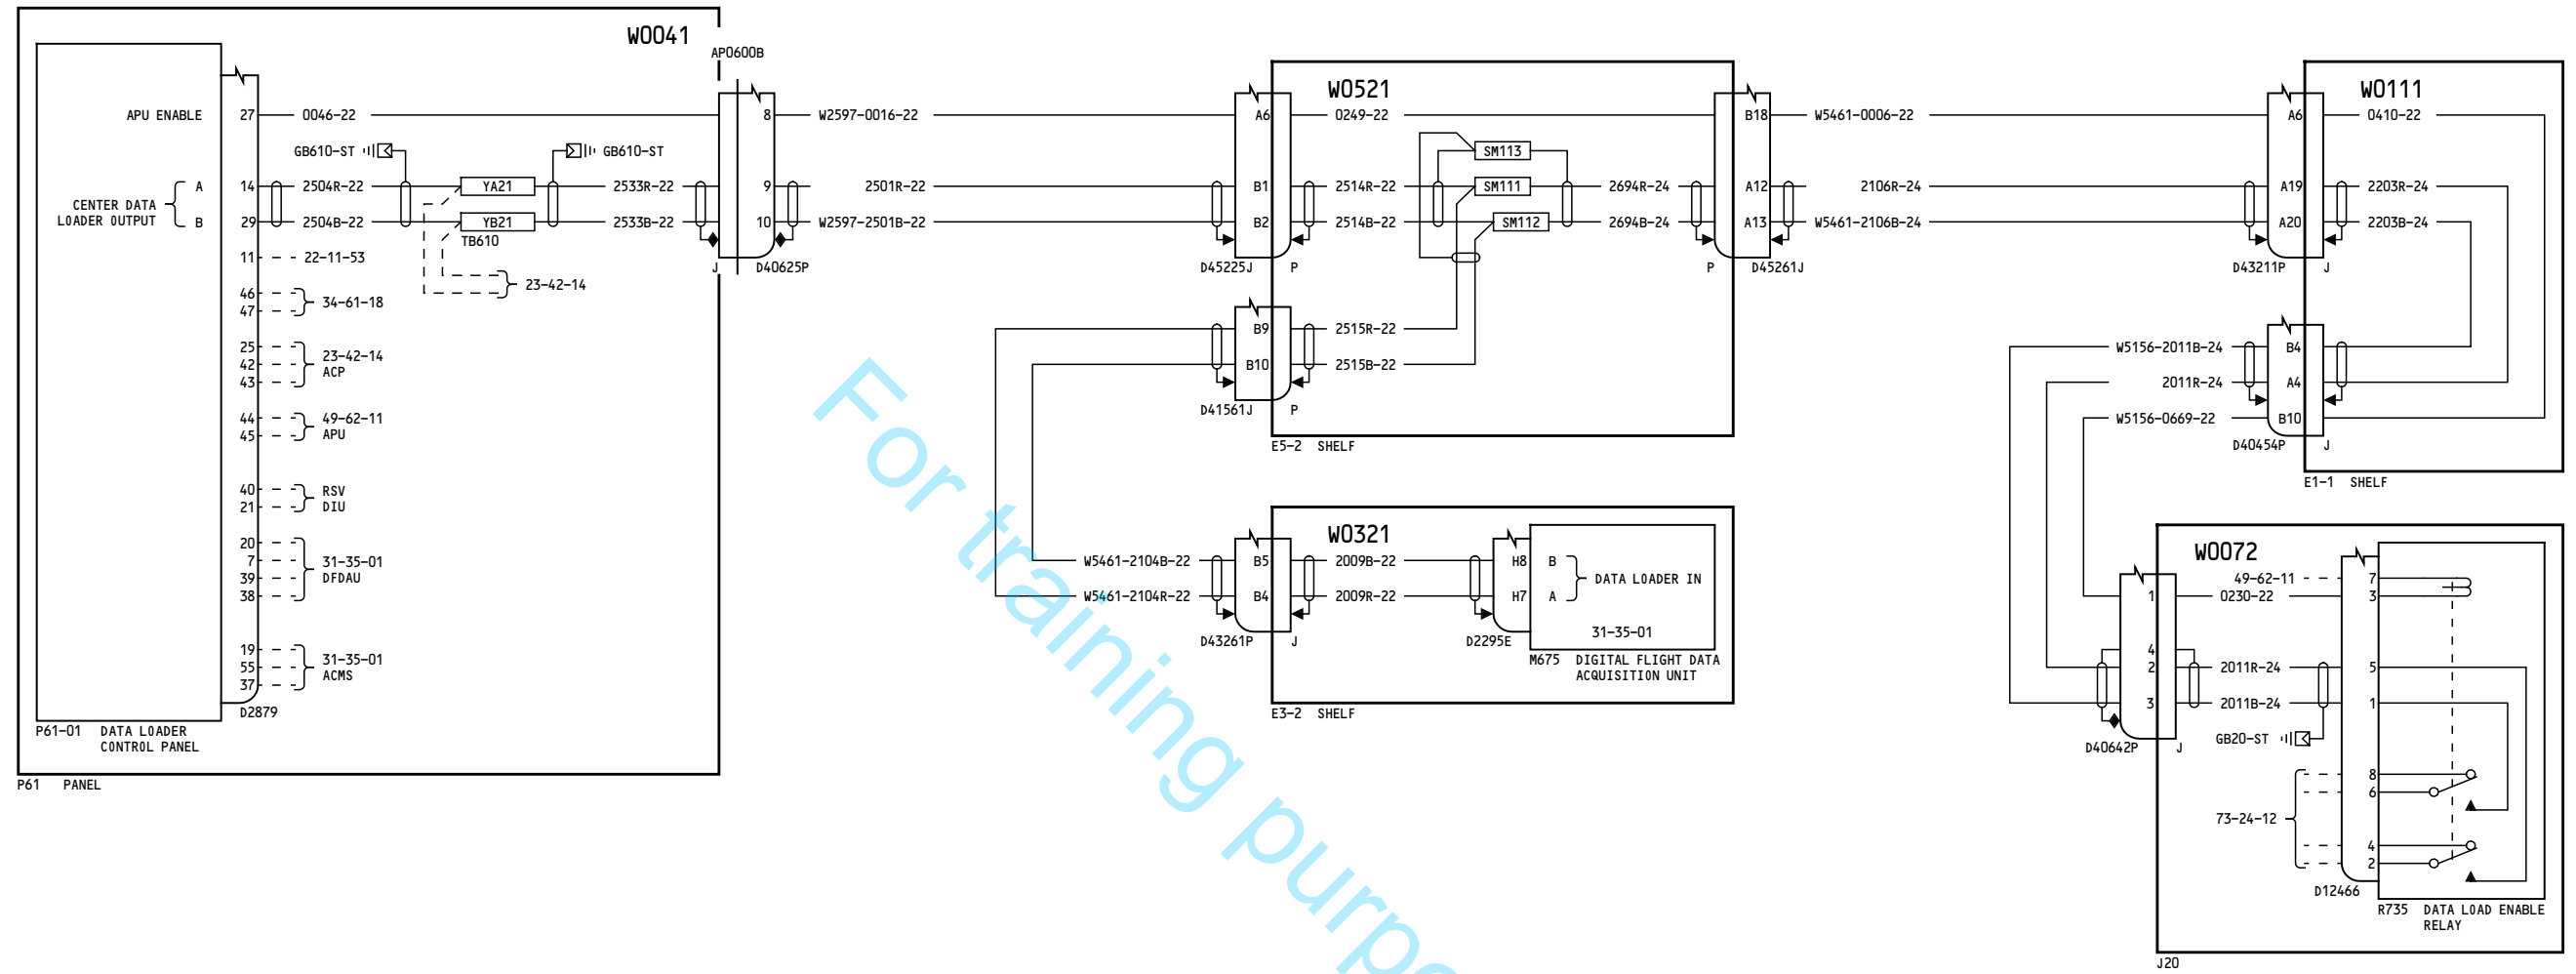 W0041
AP0600B
APU ENABLE 27 0046-22 8 W2597-0016-22
GB610-ST GB610-ST
CENTER DATA
LOADER OUTPUT
A 14 2504R-22 YA21 2533R-22 9 2501R-22
B 29 2504B-22 YB21 2533B-22 10 W2597-2501B-22
TB610
J D40625P
11 22-11-53
23-42-14
46
47
34-61-18
25
42
43
23-42-14
ACP
44
45
49-62-11
APU
40
21
RSV
DIU
20
7
39
38
31-35-01
DFDAU
19
55
37
31-35-01
ACMS
D2879
P61-01 DATA LOADER
CONTROL PANEL
P61 PANEL
W0521
A6 0249-22 B18 W5461-0006-22
SM113
B1 2514R-22 SM111 2694R-24 A12 2106R-24
B2 2514B-22 SM112 2694B-24 A13 W5461-2106B-24
D45225J P
P D45261J
B9 2515R-22
B10 2515B-22
D41561J P
E5-2 SHELF
W0321
W5461-2104B-22 B5 2009B-22 H8 B
W5461-2104R-22 B4 2009R-22 H7 A
DATA LOADER IN
31-35-01
D43261P J
D2295E
M675 DIGITAL FLIGHT DATA
ACQUISITION UNIT
E3-2 SHELF
W0111
A6 0410-22
A19 2203R-24
A20 2203B-24
D43211P J
W5156-2011B-24 B4
2011R-24 A4
W5156-0669-22 B10
D40454P J
E1-1 SHELF
W0072
49-62-11 7
1 0230-22 3
4
2 2011R-24 5
3 2011B-24 1
D40642P J
GB20-ST
8
6
73-24-12
4
2
D12466
R735 DATA LOAD ENABLE
RELAY
J20
For training purpo